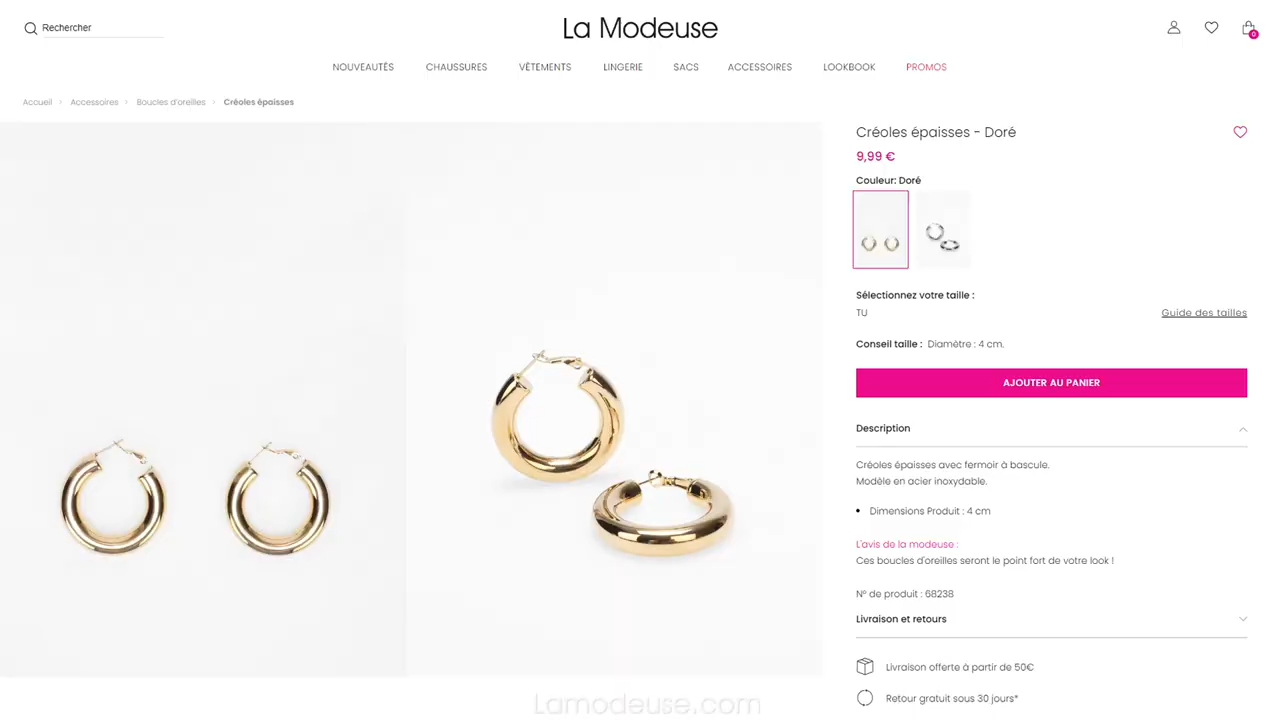 Rechercher
La Modeuse
0
NOUVEAUTÉS CHAUSSURES VÊTEMENTS LINGERIE SACS ACCESSOIRES LOOKBOOK PROMOS
Accueil > Accessoires > Boucles d'oreilles > Créoles épaisses
Créoles épaisses - Doré
9,99 €
Couleur: Doré
Sélectionnez votre taille :
TU Guide des tailles
Conseil taille : Diamètre : 4 cm.
AJOUTER AU PANIER
Description
Créoles épaisses avec fermoir à bascule.
Modèle en acier inoxydable.
• Dimensions Produit : 4 cm
L'avis de la modeuse :
Ces boucles d'oreilles seront le point fort de votre look !
N° de produit : 68238
Livraison et retours
Livraison offerte à partir de 50€
Retour gratuit sous 30 jours*
Lamodeuse.com